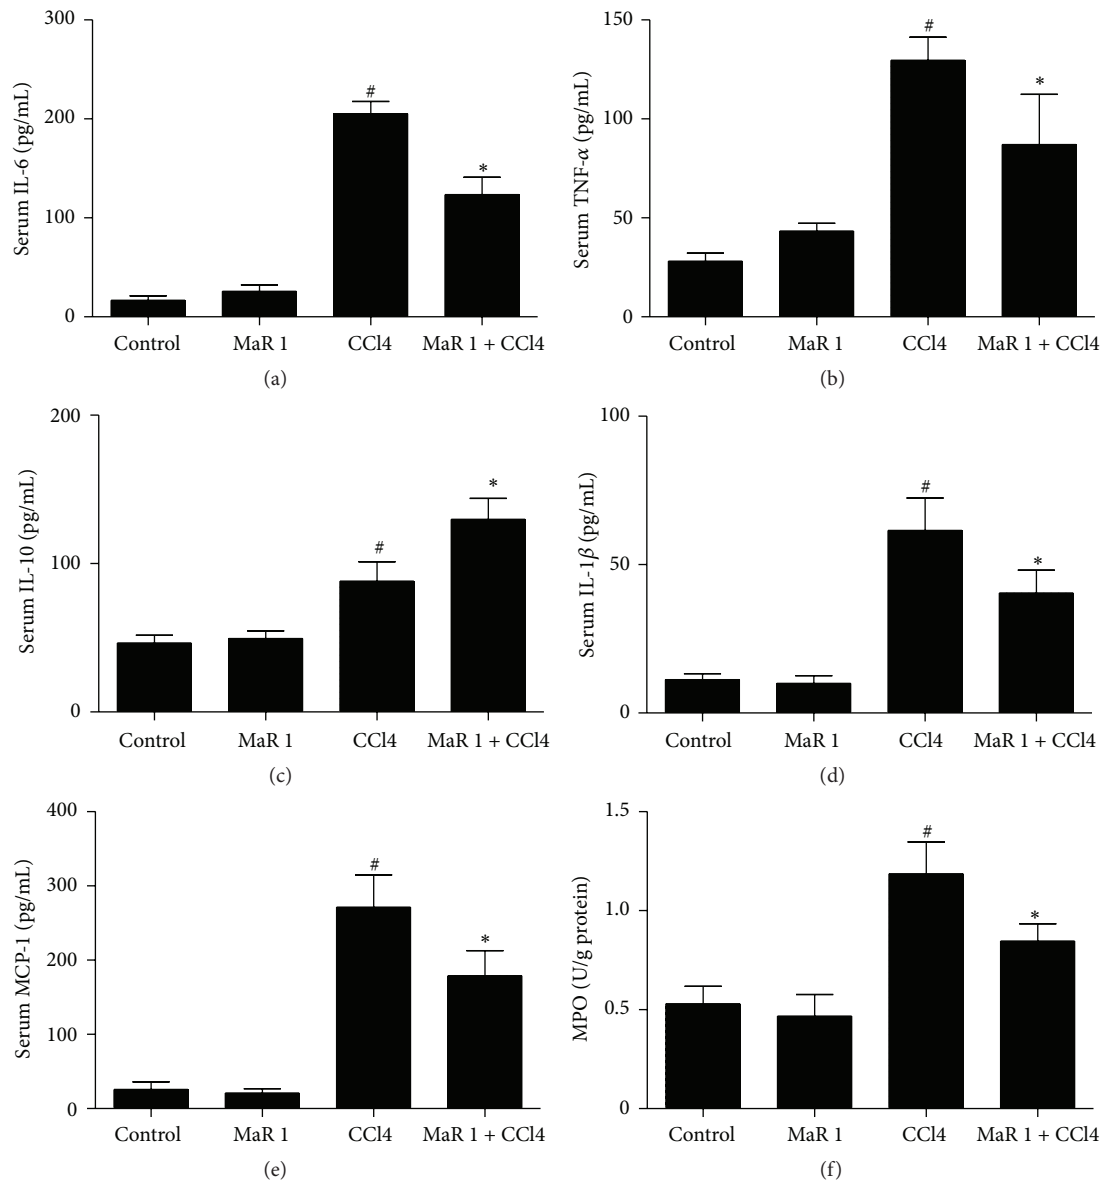 300
200
100
0
Serum IL-6 (pg/mL)
#
*
Control MaR 1 CCl4 MaR 1 + CCl4
(a)
150
100
50
0
Serum TNF-α (pg/mL)
#
*
Control MaR 1 CCl4 MaR 1 + CCl4
(b)
200
100
0
Serum IL-10 (pg/mL)
#
*
Control MaR 1 CCl4 MaR 1 + CCl4
(c)
100
50
0
Serum IL-1β (pg/mL)
#
*
Control MaR 1 CCl4 MaR 1 + CCl4
(d)
400
300
200
100
0
Serum MCP-1 (pg/mL)
#
*
Control MaR 1 CCl4 MaR 1 + CCl4
(e)
1.5
1.0
0.5
0
MPO (U/g protein)
#
*
Control MaR 1 CCl4 MaR 1 + CCl4
(f)